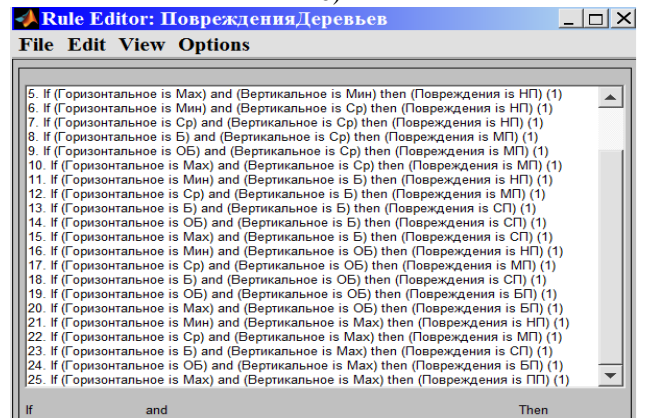 Rule Editor: ПоврежденияДеревьев
File Edit View Options
5. If (Горизонтальное is Мах) and (Вертикальное is Мин) then (Повреждения is НП) (1)
6. If (Горизонтальное is Мин) and (Вертикальное is Ср) then (Повреждения is НП) (1)
7. If (Горизонтальное is Ср) and (Вертикальное is Ср) then (Повреждения is НП) (1)
8. If (Горизонтальное is Б) and (Вертикальное is Ср) then (Повреждения is МП) (1)
9. If (Горизонтальное is ОБ) and (Вертикальное is Ср) then (Повреждения is МП) (1)
10. If (Горизонтальное is Мах) and (Вертикальное is Ср) then (Повреждения is МП) (1)
11. If (Горизонтальное is Мин) and (Вертикальное is Б) then (Повреждения is НП) (1)
12. If (Горизонтальное is Ср) and (Вертикальное is Б) then (Повреждения is МП) (1)
13. If (Горизонтальное is Б) and (Вертикальное is Б) then (Повреждения is СП) (1)
14. If (Горизонтальное is ОБ) and (Вертикальное is Б) then (Повреждения is СП) (1)
15. If (Горизонтальное is Мах) and (Вертикальное is Б) then (Повреждения is СП) (1)
16. If (Горизонтальное is Мин) and (Вертикальное is ОБ) then (Повреждения is НП) (1)
17. If (Горизонтальное is Ср) and (Вертикальное is ОБ) then (Повреждения is МП) (1)
18. If (Горизонтальное is Б) and (Вертикальное is ОБ) then (Повреждения is СП) (1)
19. If (Горизонтальное is ОБ) and (Вертикальное is ОБ) then (Повреждения is БП) (1)
20. If (Горизонтальное is Мах) and (Вертикальное is ОБ) then (Повреждения is БП) (1)
21. If (Горизонтальное is Мин) and (Вертикальное is Мах) then (Повреждения is НП) (1)
22. If (Горизонтальное is Ср) and (Вертикальное is Мах) then (Повреждения is МП) (1)
23. If (Горизонтальное is Б) and (Вертикальное is Мах) then (Повреждения is СП) (1)
24. If (Горизонтальное is ОБ) and (Вертикальное is Мах) then (Повреждения is БП) (1)
25. If (Горизонтальное is Мах) and (Вертикальное is Мах) then (Повреждения is ПП) (1)
If and Then